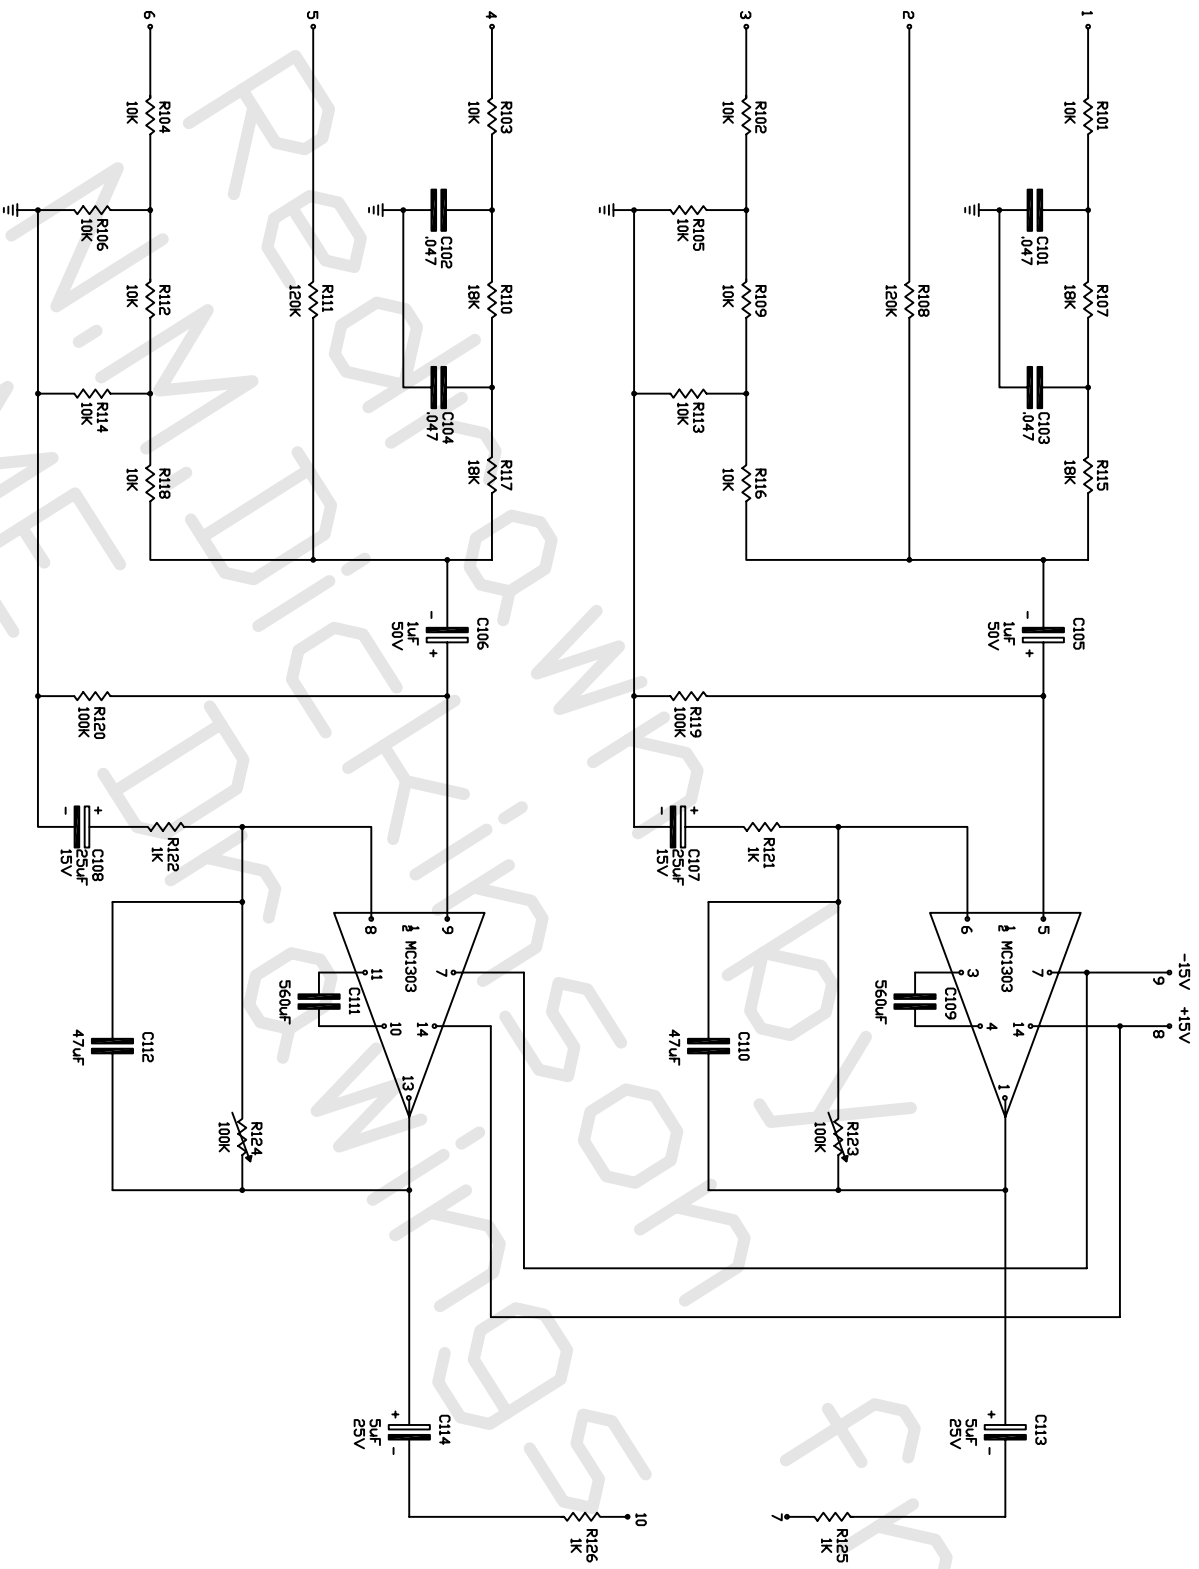 -15V
+15V
9
8
1
R101
10K
C101
.047
R107
18K
C103
.047
R115
18K
2
R108
120K
3
R102
10K
R105
10K
R109
10K
R113
10K
R116
10K
C105
1uF
50V
-
+
R119
100K
C107
25uF
15V
+
-
R121
1K
5
6
1/2 MC1303
7
14
3
4
1
C109
560uF
C110
47uF
R123
100K
C113
5uF
25V
+
-
R125
1K
7
4
R103
10K
C102
.047
R110
18K
C104
.047
R117
18K
5
R111
120K
6
R104
10K
R106
10K
R112
10K
R114
10K
R118
10K
C106
1uF
50V
-
+
R120
100K
C108
25uF
15V
+
-
R122
1K
9
8
1/2 MC1303
7
14
11
10
13
C111
560uF
C112
47uF
R124
100K
C114
5uF
25V
+
-
R126
1K
10
Redrawn by
N.M.Dickinson
Drawings